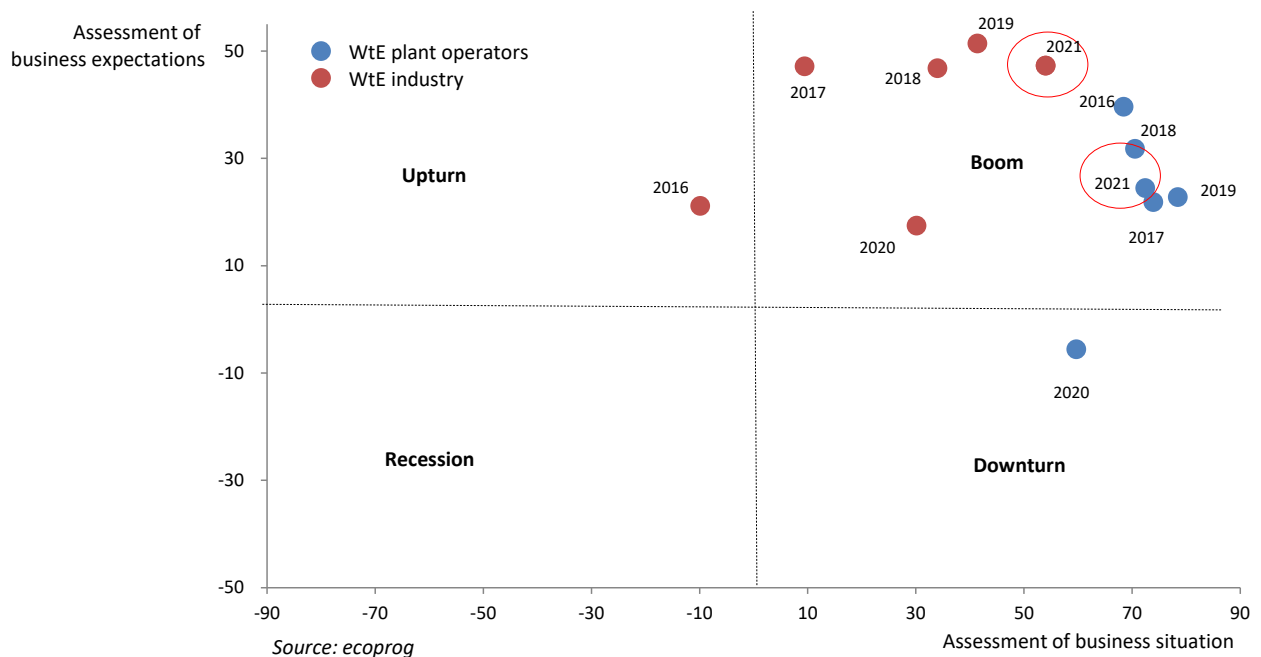 Assessment of
business expectations
WtE plant operators
WtE industry
50
30
10
-10
-30
-50
2019
2021
2018
2017
2016
2018
Upturn
Boom
2016
2021
2019
2017
2020
2020
Recession
Downturn
-90
-70
-50
-30
-10
10
30
50
70
90
Source: ecoprog
Assessment of business situation